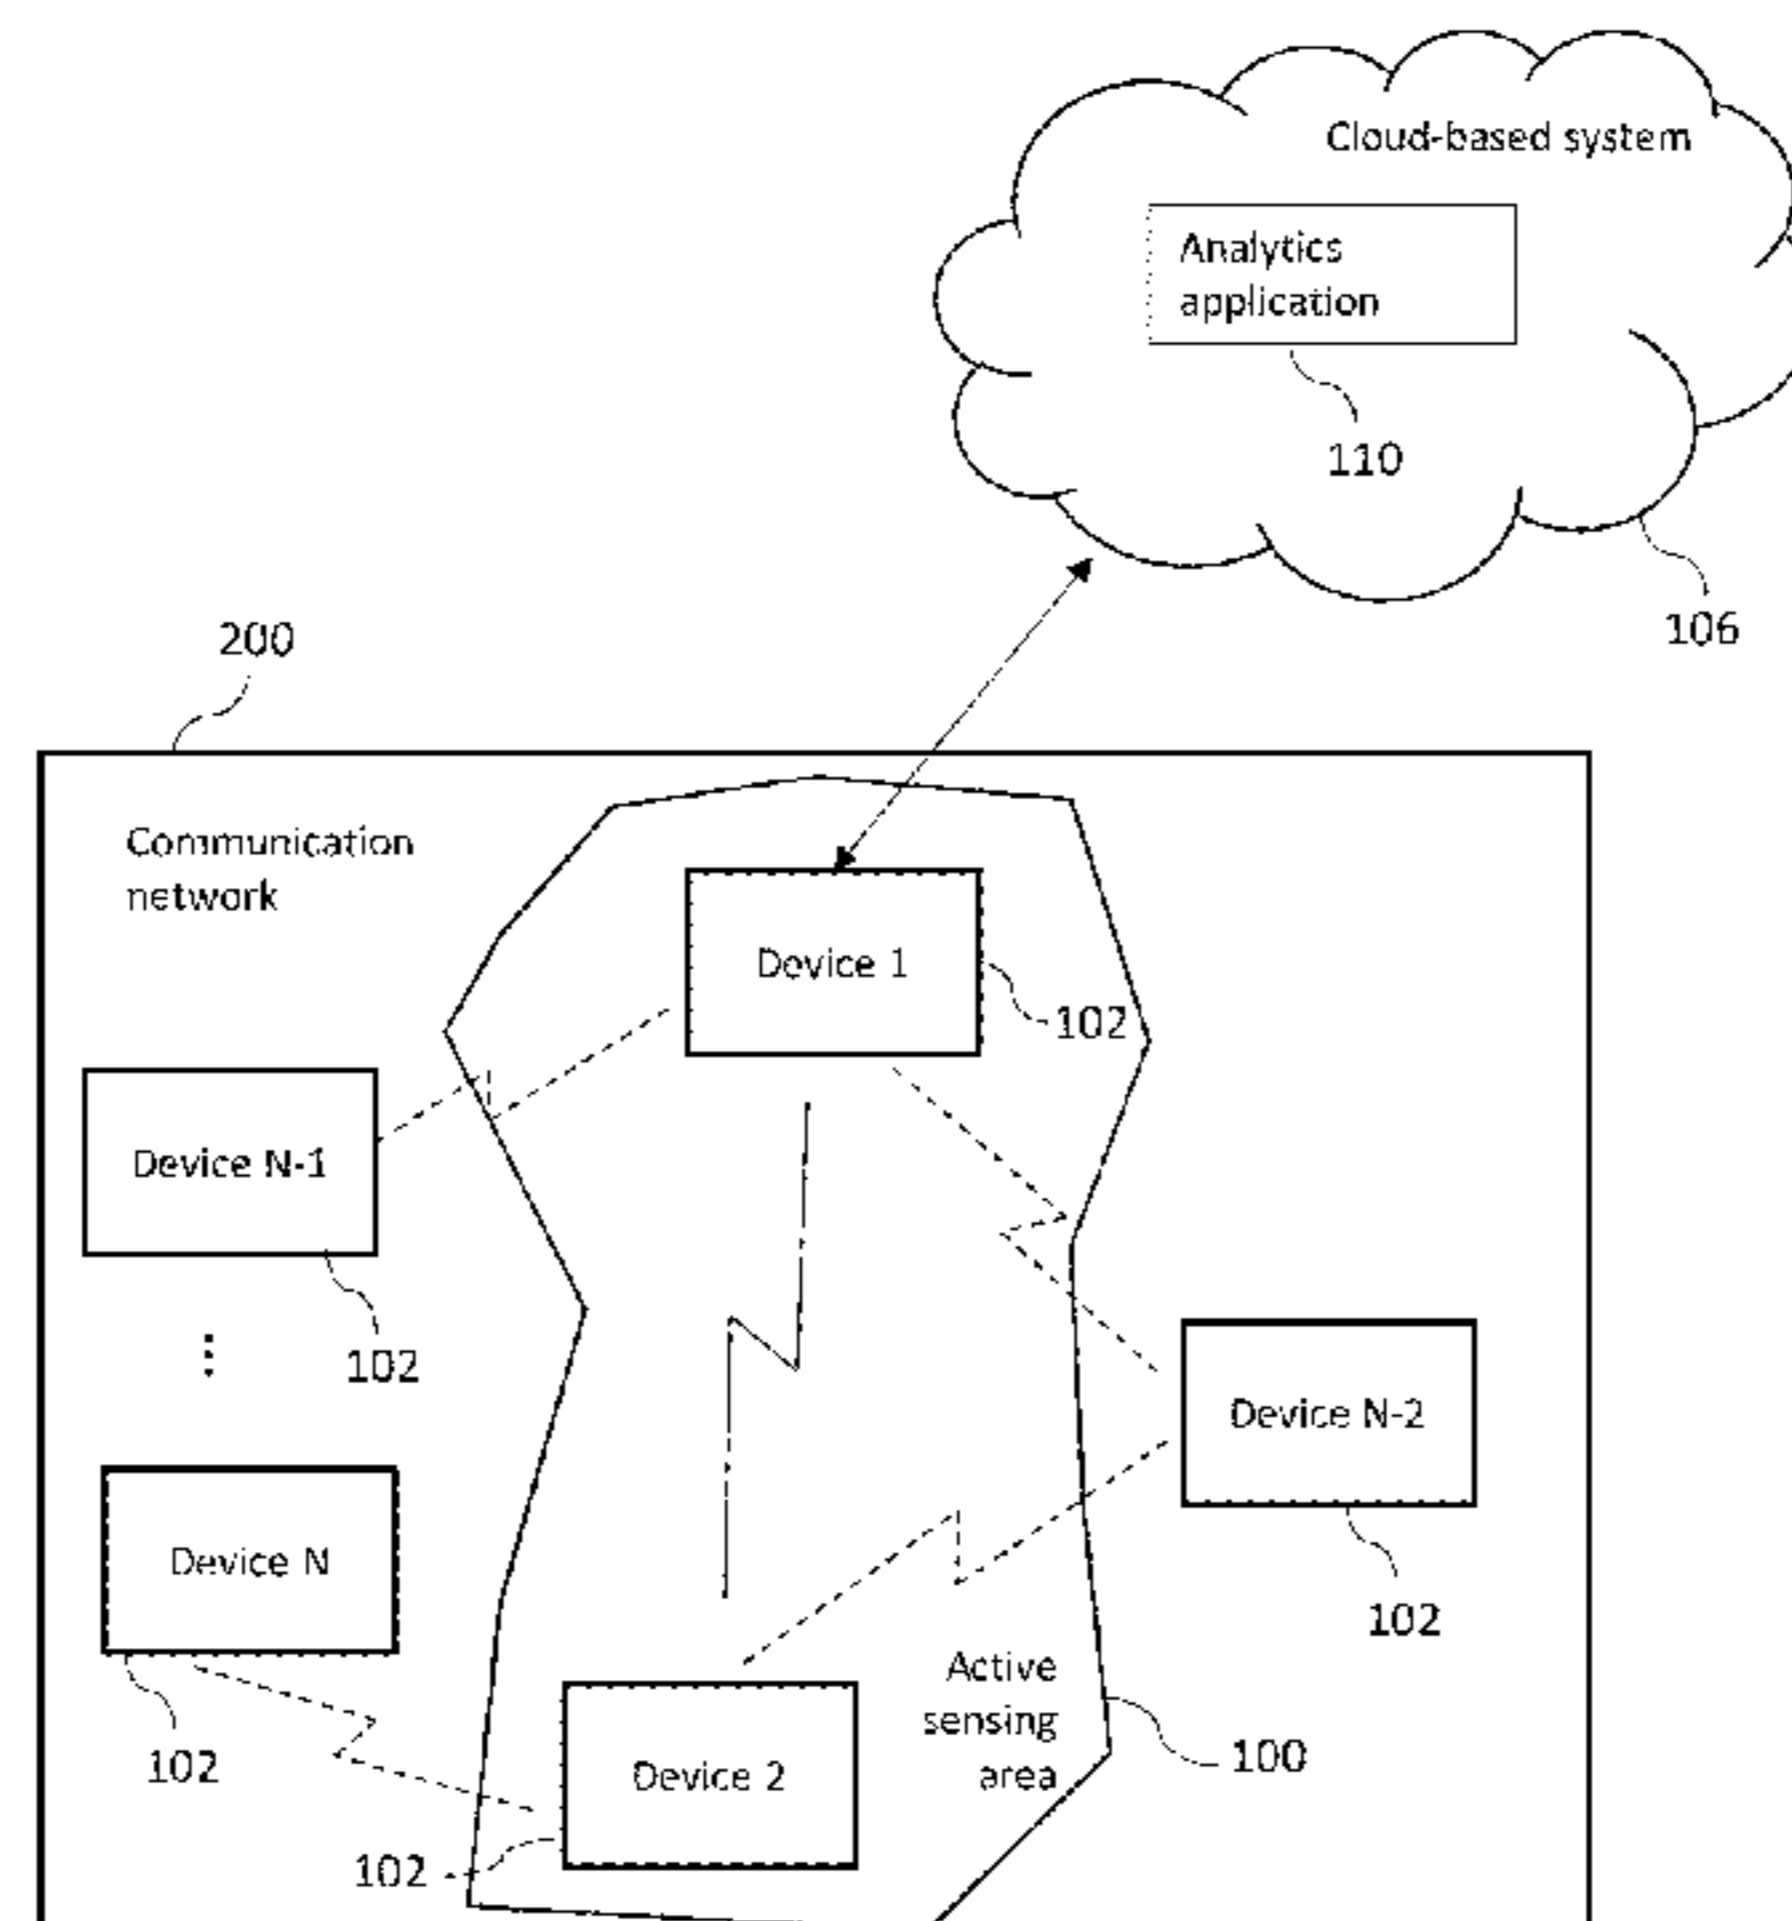 Cloud-based system
Analytics
application
110
106
200
Communication
network
Device 1
102
Device N-1
102
Device N-2
102
Device N
102
Active
sensing
area
100
Device 2
102